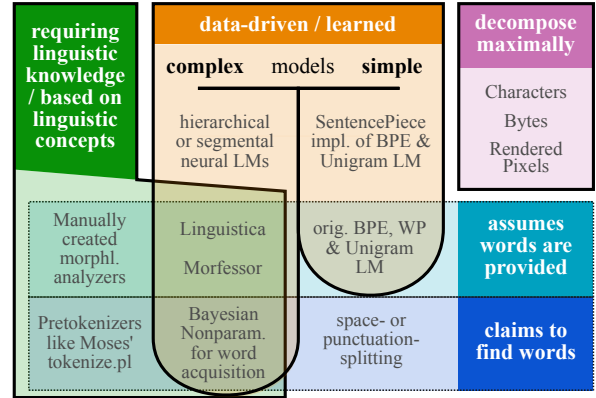 requiring
linguistic
knowledge
/ based on
linguistic
concepts
data-driven / learned
complex models simple
hierarchical
or segmental
neural LMs
SentencePiece
impl. of BPE &
Unigram LM
decompose
maximally
Characters
Bytes
Rendered
Pixels
Manually
created
morphl.
analyzers
Linguistica
Morfessor
orig. BPE, WP
& Unigram
LM
assumes
words are
provided
Pretokenizers
like Moses'
tokenize.pl
Bayesian
Nonparam.
for word
acquisition
space- or
punctuation-
splitting
claims to
find words